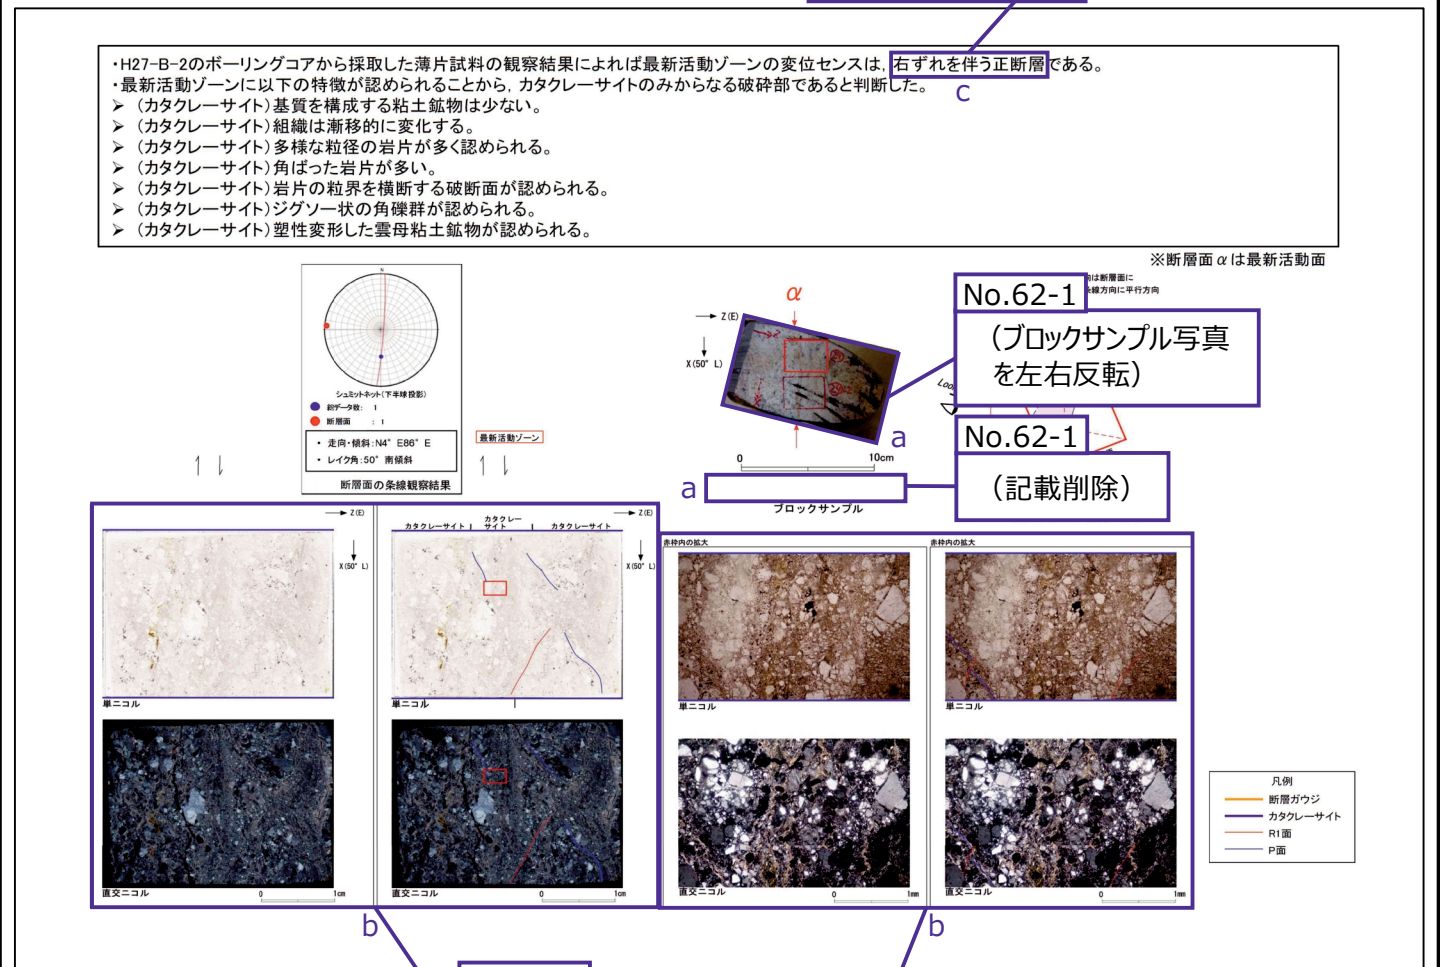 ・H27-B-2のボーリングコアから採取した薄片試料の観察結果によれば最新活動ゾーンの変位センスは，右ずれを伴う正断層である。
・最新活動ゾーンに以下の特徴が認められることから，カタクレーサイトのみからなる破砕部であると判断した。
c
➢ （カタクレーサイト）基質を構成する粘土鉱物は少ない。
➢ （カタクレーサイト）組織は漸移的に変化する。
➢ （カタクレーサイト）多様な粒径の岩片が多く認められる。
➢ （カタクレーサイト）角ばった岩片が多い。
➢ （カタクレーサイト）岩片の粒界を横断する破断面が認められる。
➢ （カタクレーサイト）ジグソー状の角礫群が認められる。
➢ （カタクレーサイト）塑性変形した雲母粘土鉱物が認められる。
※断層面αは最新活動面
N
シュミットネット（下半球投影）
条線データ数： 1
断層面 ： 1
・ 走向・傾斜：N4°E86°E
・ レイク角：50°南傾斜
断層面の条線観察結果
最新活動ゾーン
α
Z(E)
X(50°L)
向は断層面に
条線方向に平行方向
No.62-1
（ブロックサンプル写真
を左右反転）
a
0 10cm
a
ブロックサンプル
No.62-1
（記載削除）
Z(E)
X(50°L)
単ニコル
直交ニコル
0 1cm
Z(E)
カタクレーサイト
カタクレー
サイト
カタクレーサイト
X(50°L)
単ニコル
直交ニコル
0 1cm
b
赤枠内の拡大
単ニコル
直交ニコル
0 1mm
赤枠内の拡大
単ニコル
直交ニコル
0 1mm
b
凡例
断層ガウジ
カタクレーサイト
R1面
P面